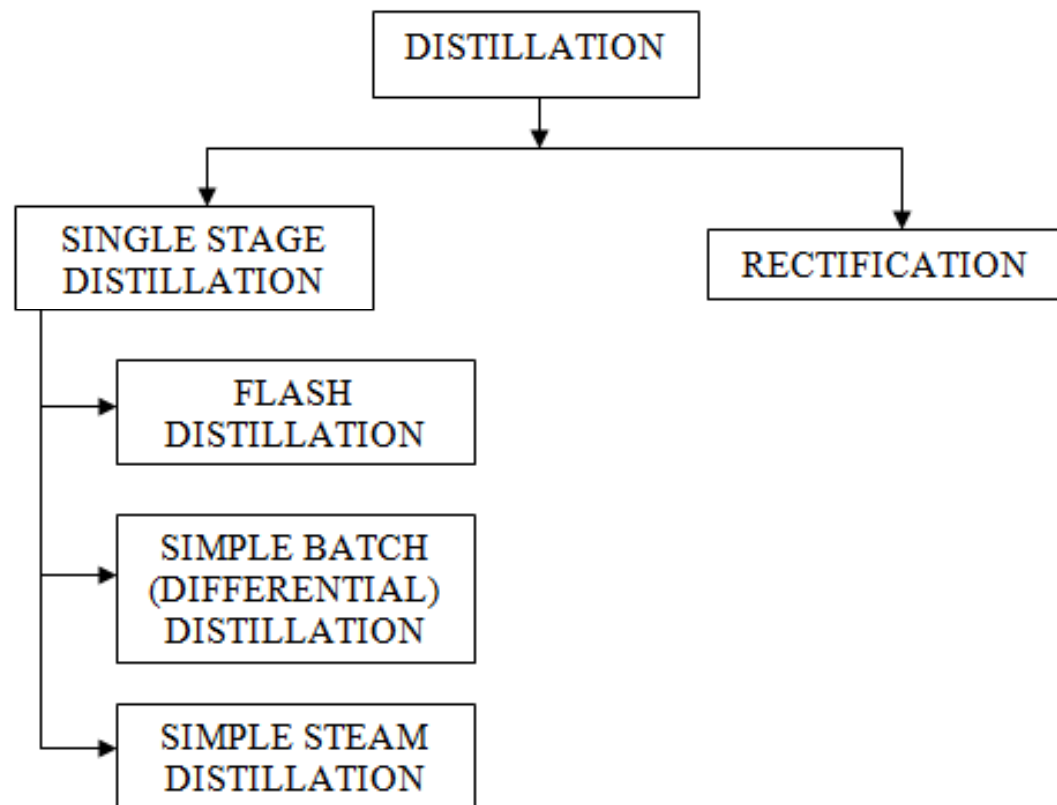 DISTILLATION
SINGLE STAGE
DISTILLATION
RECTIFICATION
FLASH
DISTILLATION
SIMPLE BATCH
(DIFFERENTIAL)
DISTILLATION
SIMPLE STEAM
DISTILLATION